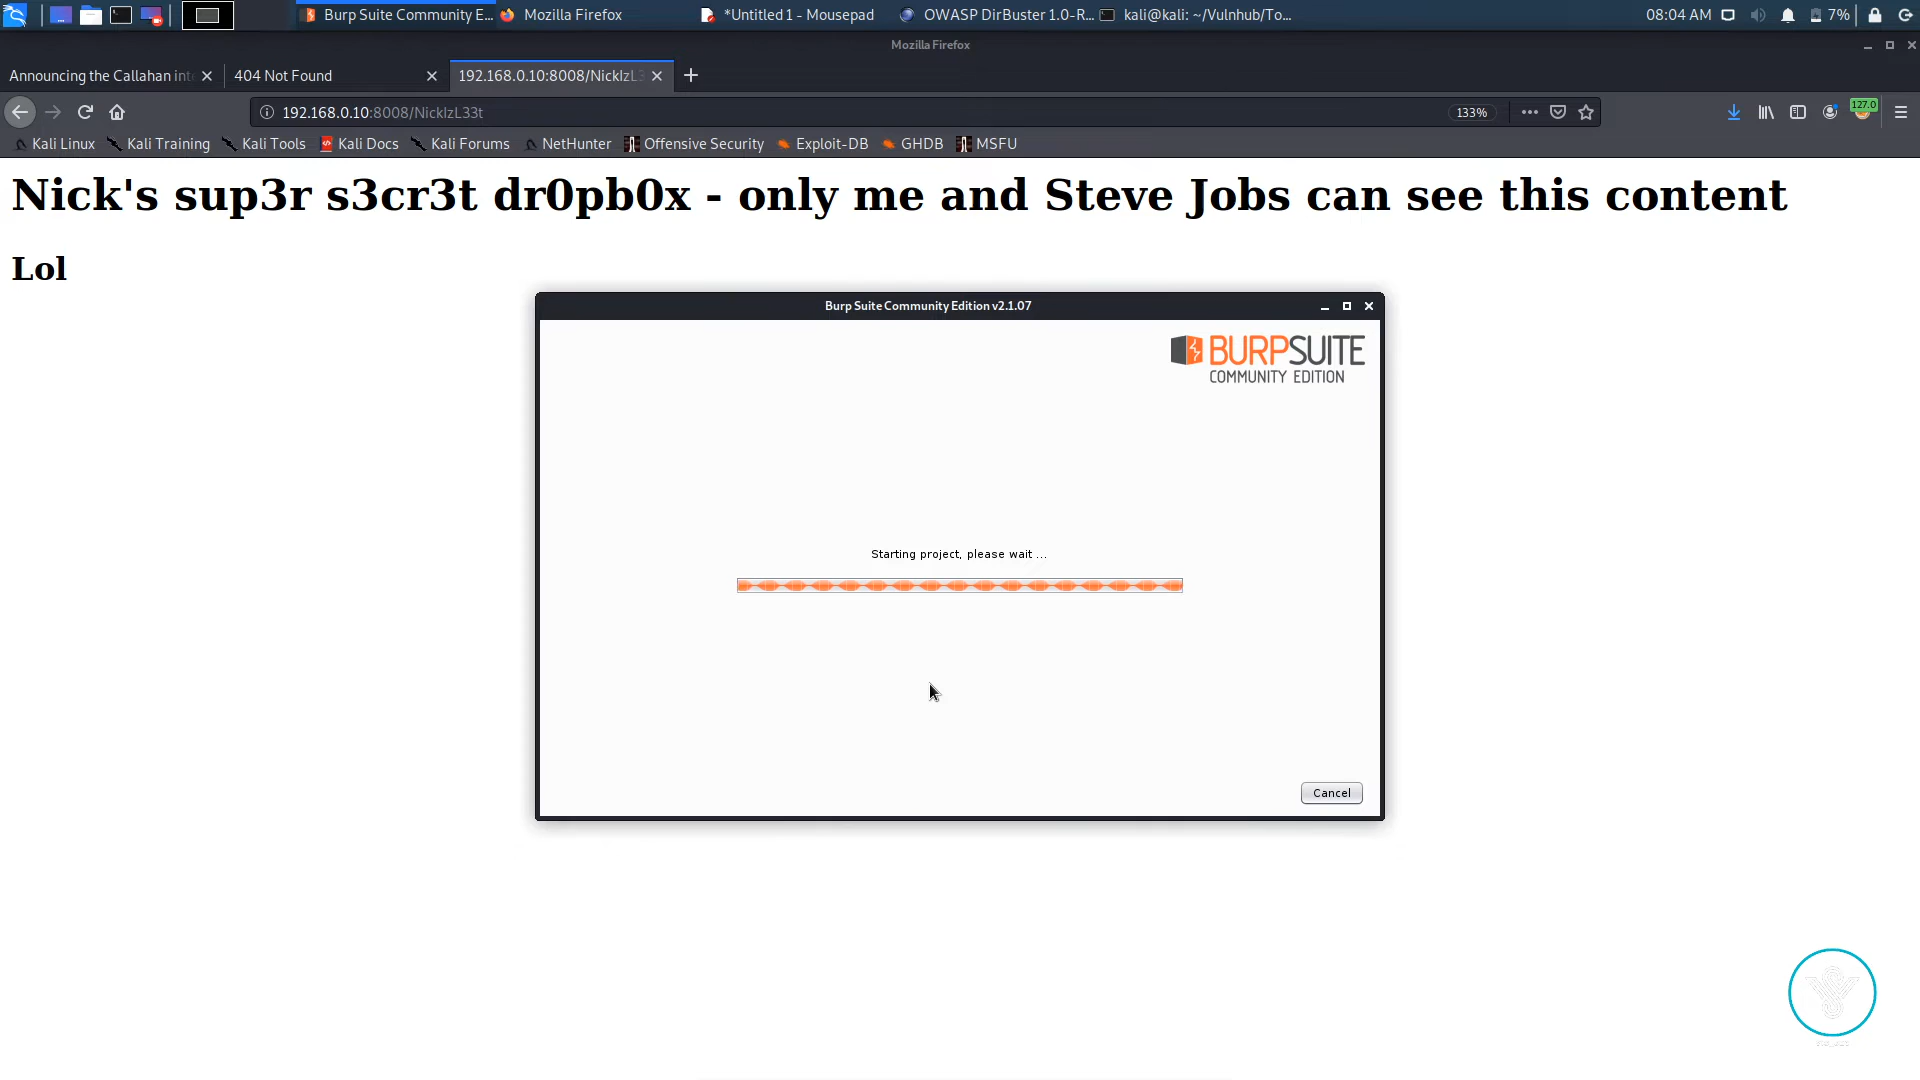 Burp Suite Community E...
Mozilla Firefox
*Untitled 1 - Mousepad
OWASP DirBuster 1.0-R...
kali@kali: ~/Vulnhub/To...
08:04 AM
7%
Mozilla Firefox
Announcing the Callahan int
404 Not Found
192.168.0.10:8008/NickIzL3
192.168.0.10:8008/NickIzL33t
133%
127.0
Kali Linux
Kali Training
Kali Tools
Kali Docs
Kali Forums
NetHunter
Offensive Security
Exploit-DB
GHDB
MSFU
Nick's sup3r s3cr3t dr0pb0x - only me and Steve Jobs can see this content
Lol
Burp Suite Community Edition v2.1.07
BURPSUITE
COMMUNITY EDITION
Starting project, please wait ...
Cancel